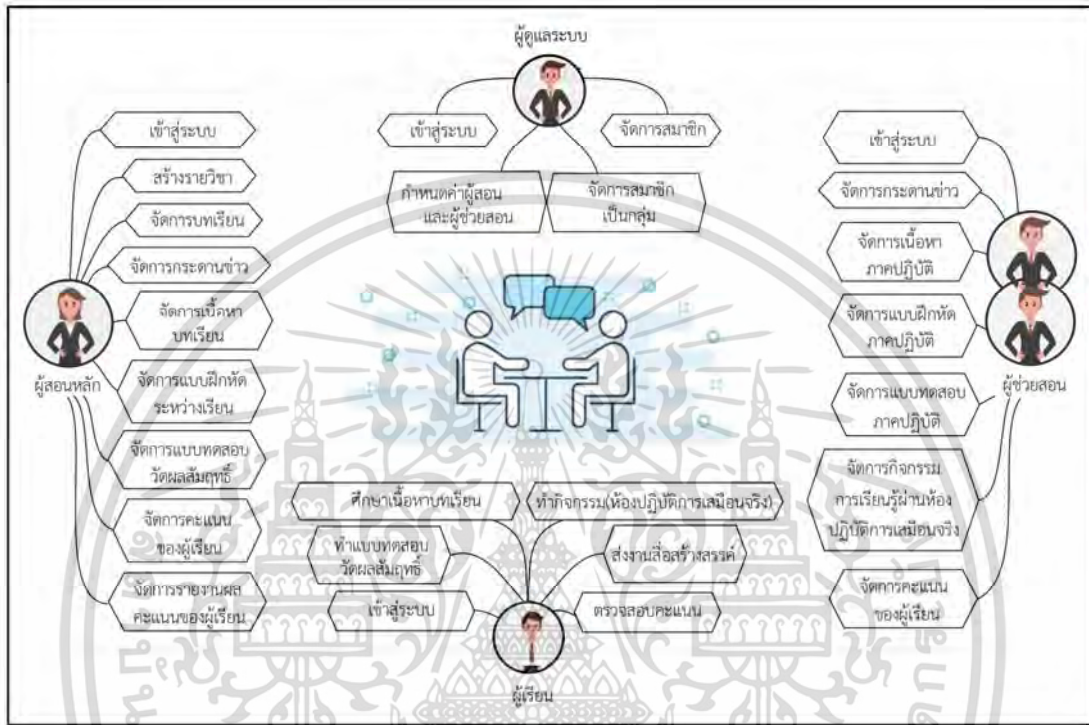 ผู้ดูแลระบบ
เข้าสู่ระบบ
จัดการสมาชิก
กำหนดค่าผู้สอน
และผู้ช่วยสอน
จัดการสมาชิก
เป็นกลุ่ม
เข้าสู่ระบบ
สร้างรายวิชา
จัดการบทเรียน
จัดการกระดานข่าว
จัดการเนื้อหา
บทเรียน
ผู้สอนหลัก
จัดการแบบฝึกหัด
ระหว่างเรียน
จัดการแบบทดสอบ
วัดผลสัมฤทธิ์
จัดการคะแนน
ของผู้เรียน
จัดการรายงานผล
คะแนนของผู้เรียน
เข้าสู่ระบบ
จัดการกระดานข่าว
จัดการเนื้อหา
ภาคปฏิบัติ
จัดการแบบฝึกหัด
ภาคปฏิบัติ
ผู้ช่วยสอน
จัดการแบบทดสอบ
ภาคปฏิบัติ
จัดการกิจกรรม
การเรียนรู้ผ่านห้อง
ปฏิบัติการเสมือนจริง
จัดการคะแนน
ของผู้เรียน
ศึกษาเนื้อหาบทเรียน
ทำกิจกรรม(ห้องปฏิบัติการเสมือนจริง)
ทำแบบทดสอบ
วัดผลสัมฤทธิ์
ส่งงานสื่อสร้างสรรค์
เข้าสู่ระบบ
ตรวจสอบคะแนน
ผู้เรียน